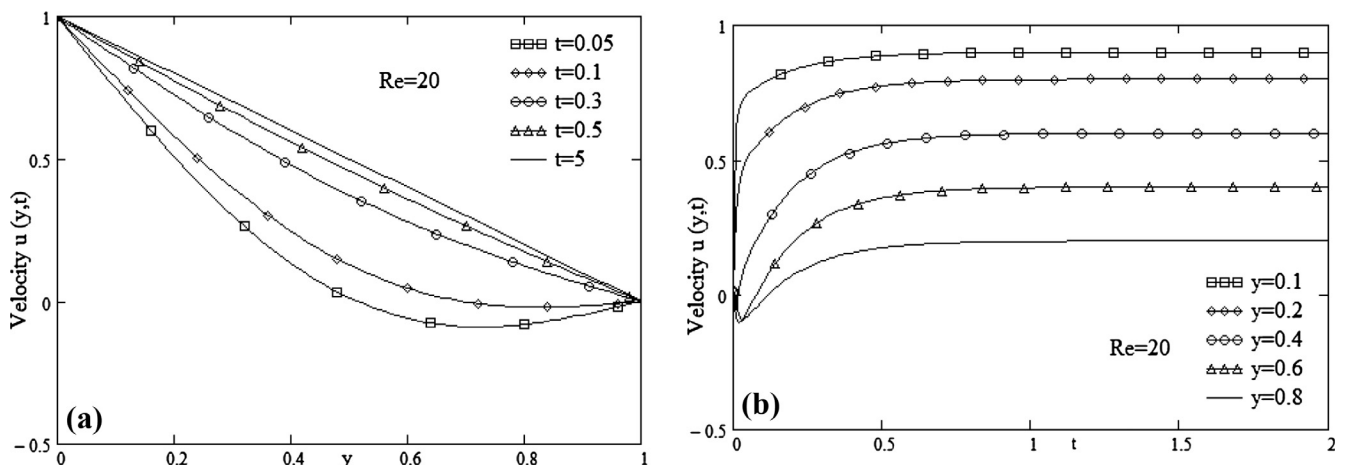 1
0.5
0
– 0.5
Velocity u (y,t)
t=0.05
t=0.1
t=0.3
t=0.5
t=5
Re=20
(a)
0 0.2 0.4 0.6 0.8 1
y
1
0.5
0
–0.5
Velocity u (y,t)
y=0.1
y=0.2
y=0.4
y=0.6
y=0.8
Re=20
(b)
0 0.5 1 1.5 2
t